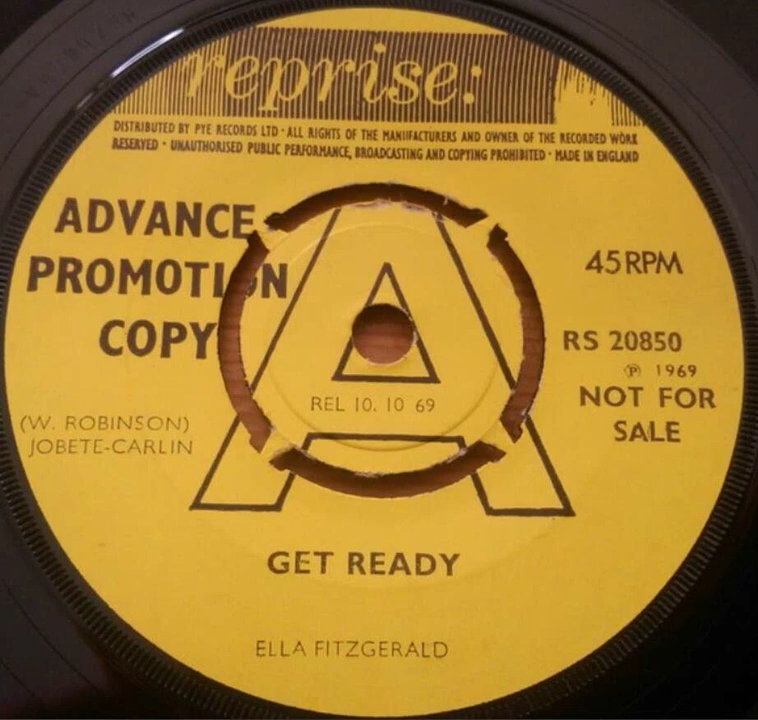 reprise:
DISTRIBUTED BY PYE RECORDS LTD · ALL RIGHTS OF THE MANUFACTURERS AND OWNER OF THE RECORDED WORK
RESERVED · UNAUTHORISED PUBLIC PERFORMANCE, BROADCASTING AND COPYING PROHIBITED · MADE IN ENGLAND
ADVANCE
PROMOTION
COPY
A
45 RPM
RS 20850
℗ 1969
NOT FOR
SALE
REL 10. 10 69
(W. ROBINSON)
JOBETE-CARLIN
GET READY
ELLA FITZGERALD